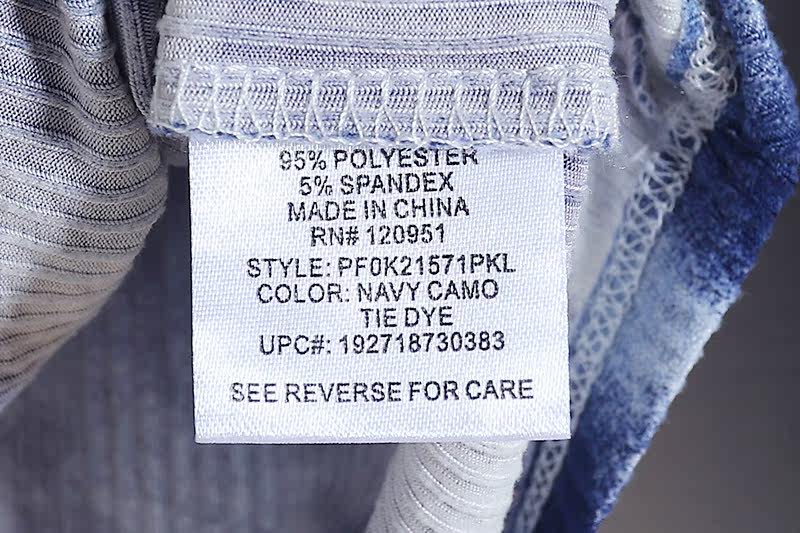 95% POLYESTER
5% SPANDEX
MADE IN CHINA
RN# 120951
STYLE: PF0K21571PKL
COLOR: NAVY CAMO
TIE DYE
UPC#: 192718730383
SEE REVERSE FOR CARE